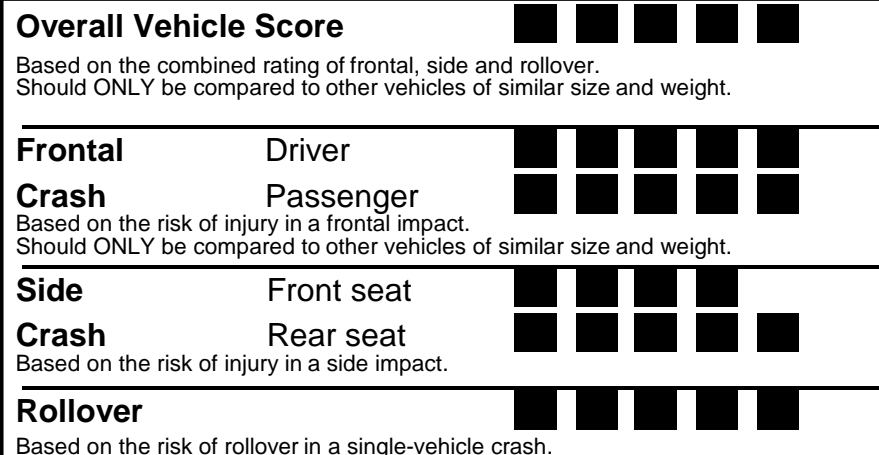 Overall Vehicle Score
Based on the combined rating of frontal, side and rollover.
Should ONLY be compared to other vehicles of similar size and weight.
Frontal Driver
Crash Passenger
Based on the risk of injury in a frontal impact.
Should ONLY be compared to other vehicles of similar size and weight.
Side Front seat
Crash Rear seat
Based on the risk of injury in a side impact.
Rollover
Based on the risk of rollover in a single-vehicle crash.